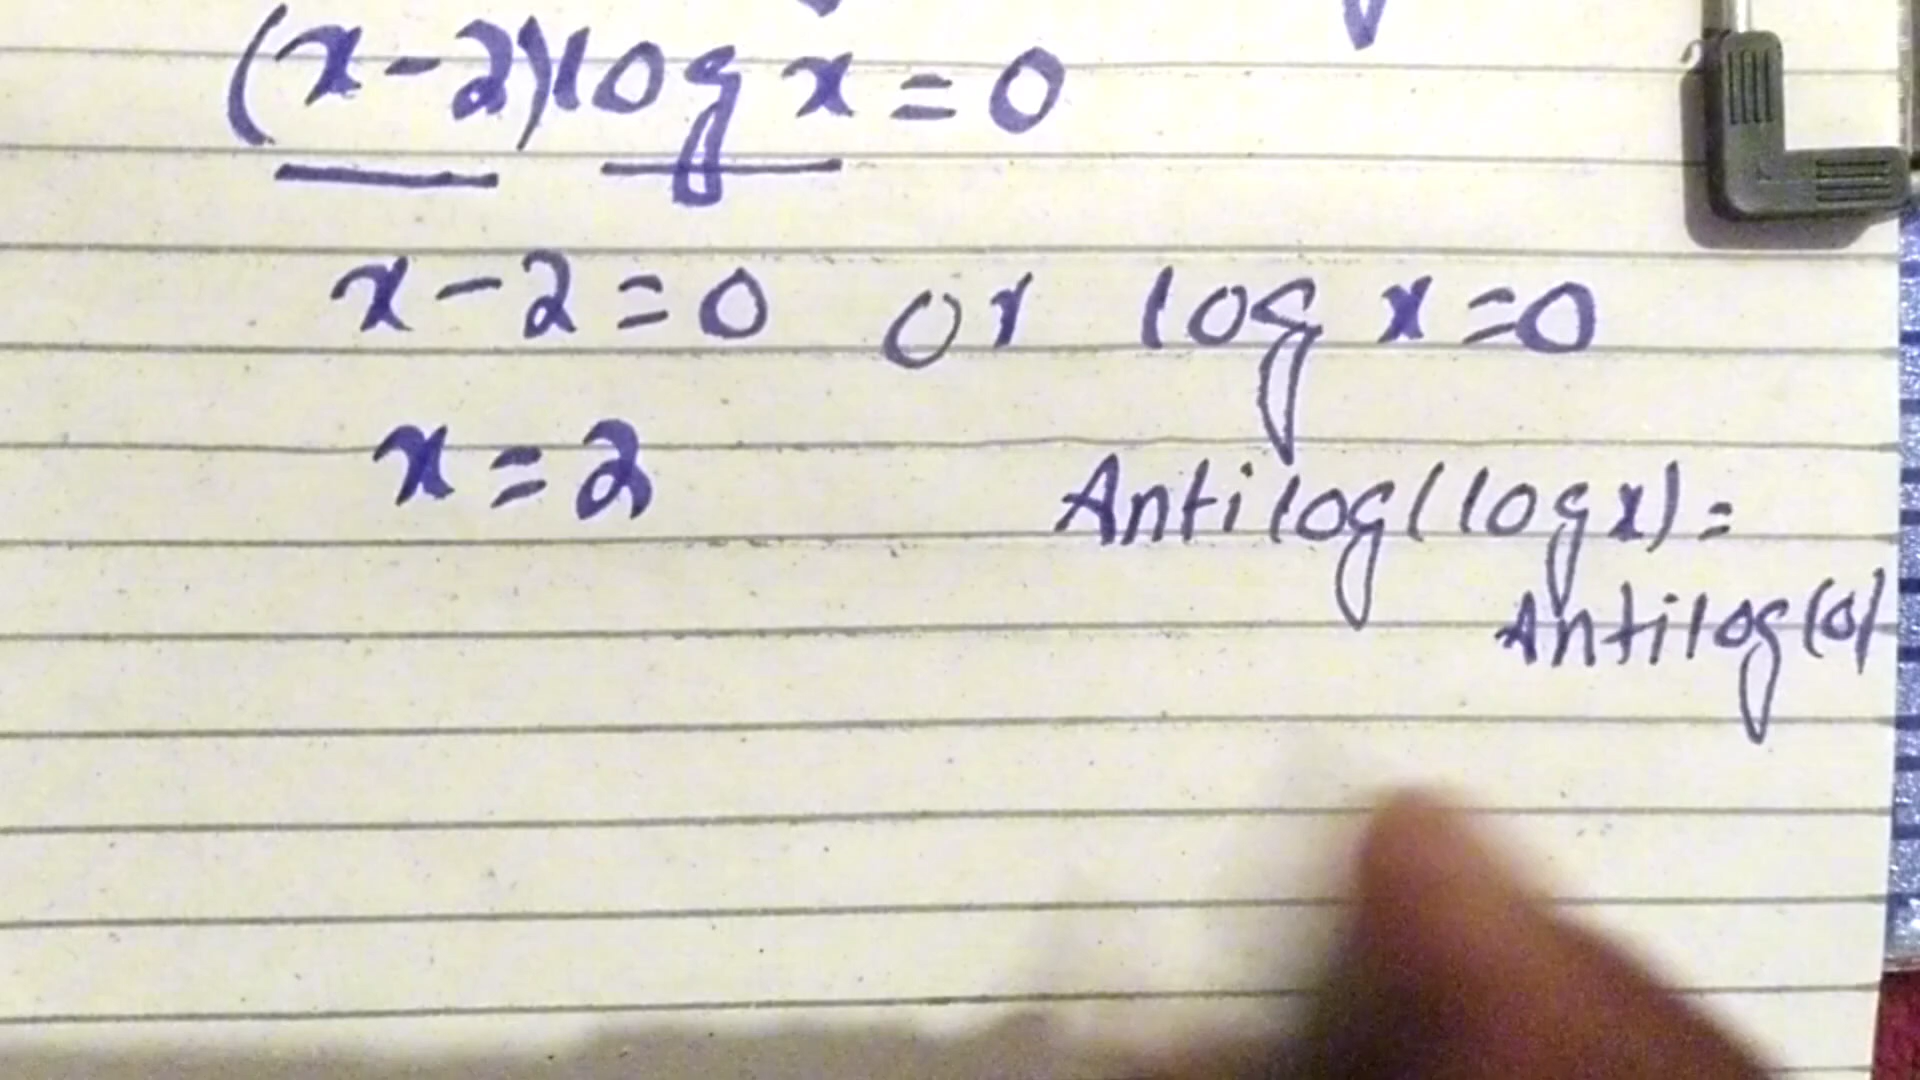 (x-2)log x = 0
x-2=0 or log x=0
x=2
Antilog(log x)=
Antilog(0)